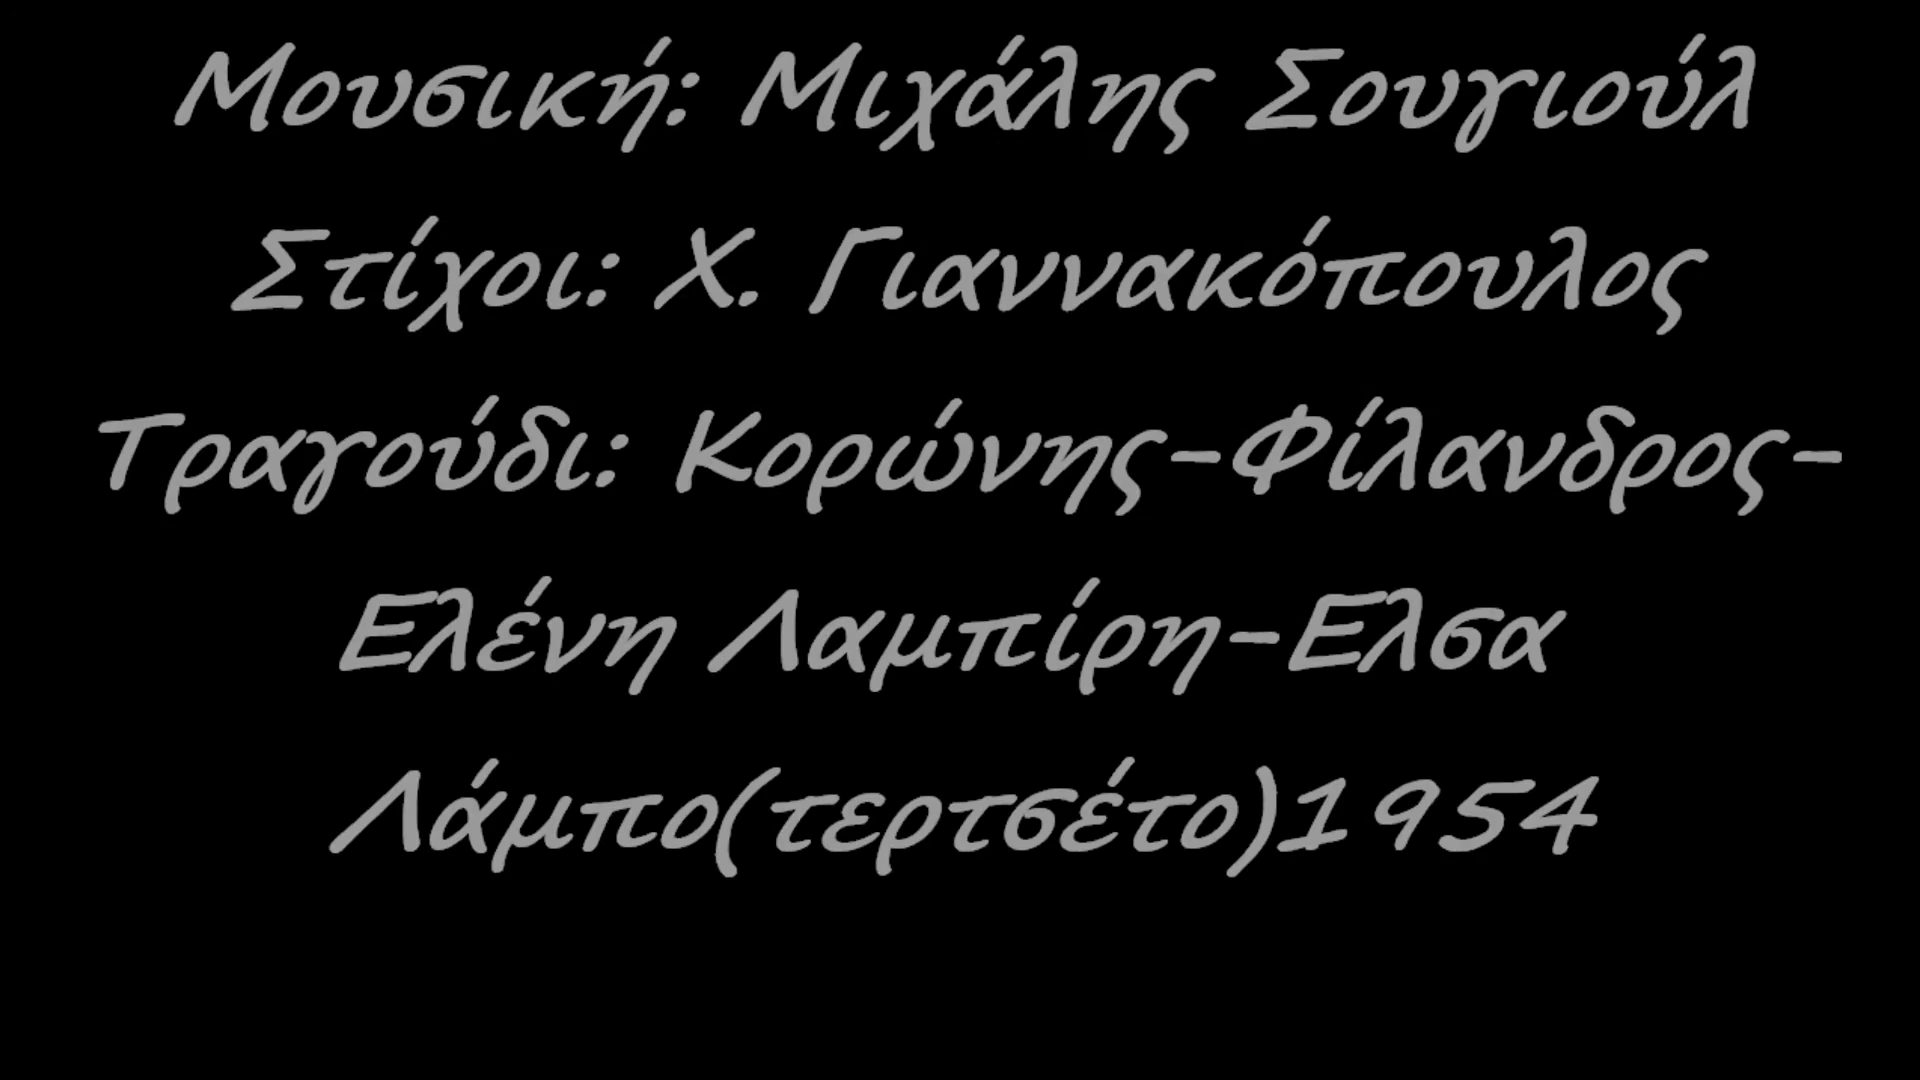 Μουσική: Μιχάλης Σουγιούλ
Στίχοι: Χ. Γιαννακόπουλος
Τραγούδι: Κορώνης-Φίλανδρος-
Ελένη Λαμπίρη-Ελσα
Λάμπο(τερτσέτο)1954